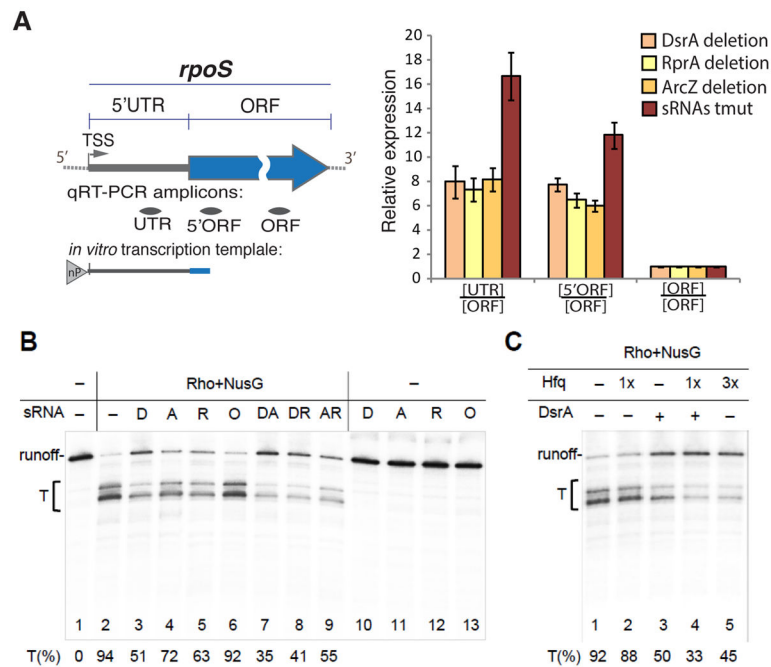 A
rpoS
5'UTR ORF
TSS
5' 3'
qRT-PCR amplicons:
UTR 5'ORF ORF
in vitro transcription templale:
nP
Relative expression
20
18
16
14
12
10
8
6
4
2
0
DsrA deletion
RprA deletion
ArcZ deletion
sRNAs tmut
[UTR] [5'ORF] [ORF]
[ORF] [ORF] [ORF]
B
– Rho+NusG –
sRNA – – D A R O DA DR AR D A R O
runoff-
T
1 2 3 4 5 6 7 8 9 10 11 12 13
T(%) 0 94 51 72 63 92 35 41 55
C
Rho+NusG
Hfq – 1x – 1x 3x
DsrA – – + + –
runoff-
T
1 2 3 4 5
T(%) 92 88 50 33 45